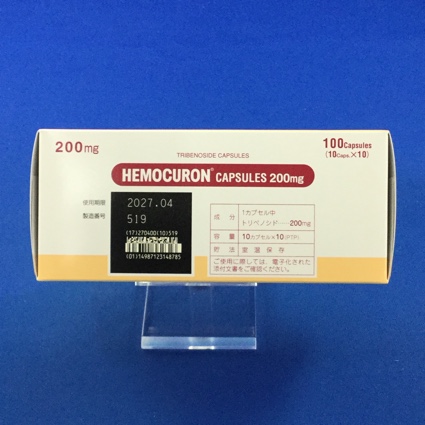 200mg
100Capsules
(10Caps.×10)
TRIBENOSIDE CAPSULES
HEMOCURON® CAPSULES 200mg
使用期限 2027.04
製造番号 519
(17)270400(10)519
(01)14987123148785
成分 1カプセル中
トリベノシド……200mg
容量 10カプセル×10(PTP)
貯法 室温保存
ご使用に際しては、電子化された
添付文書をご確認ください。